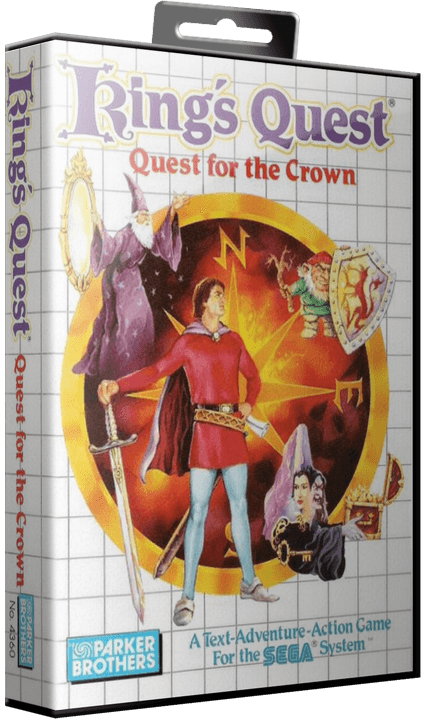 King's Quest®
Quest for the Crown
N
E
S
A Text-Adventure-Action Game
For the SEGA® System™
PARKER
BROTHERS
King's Quest®
Quest for the Crown
PARKER
BROTHERS
No. 4360